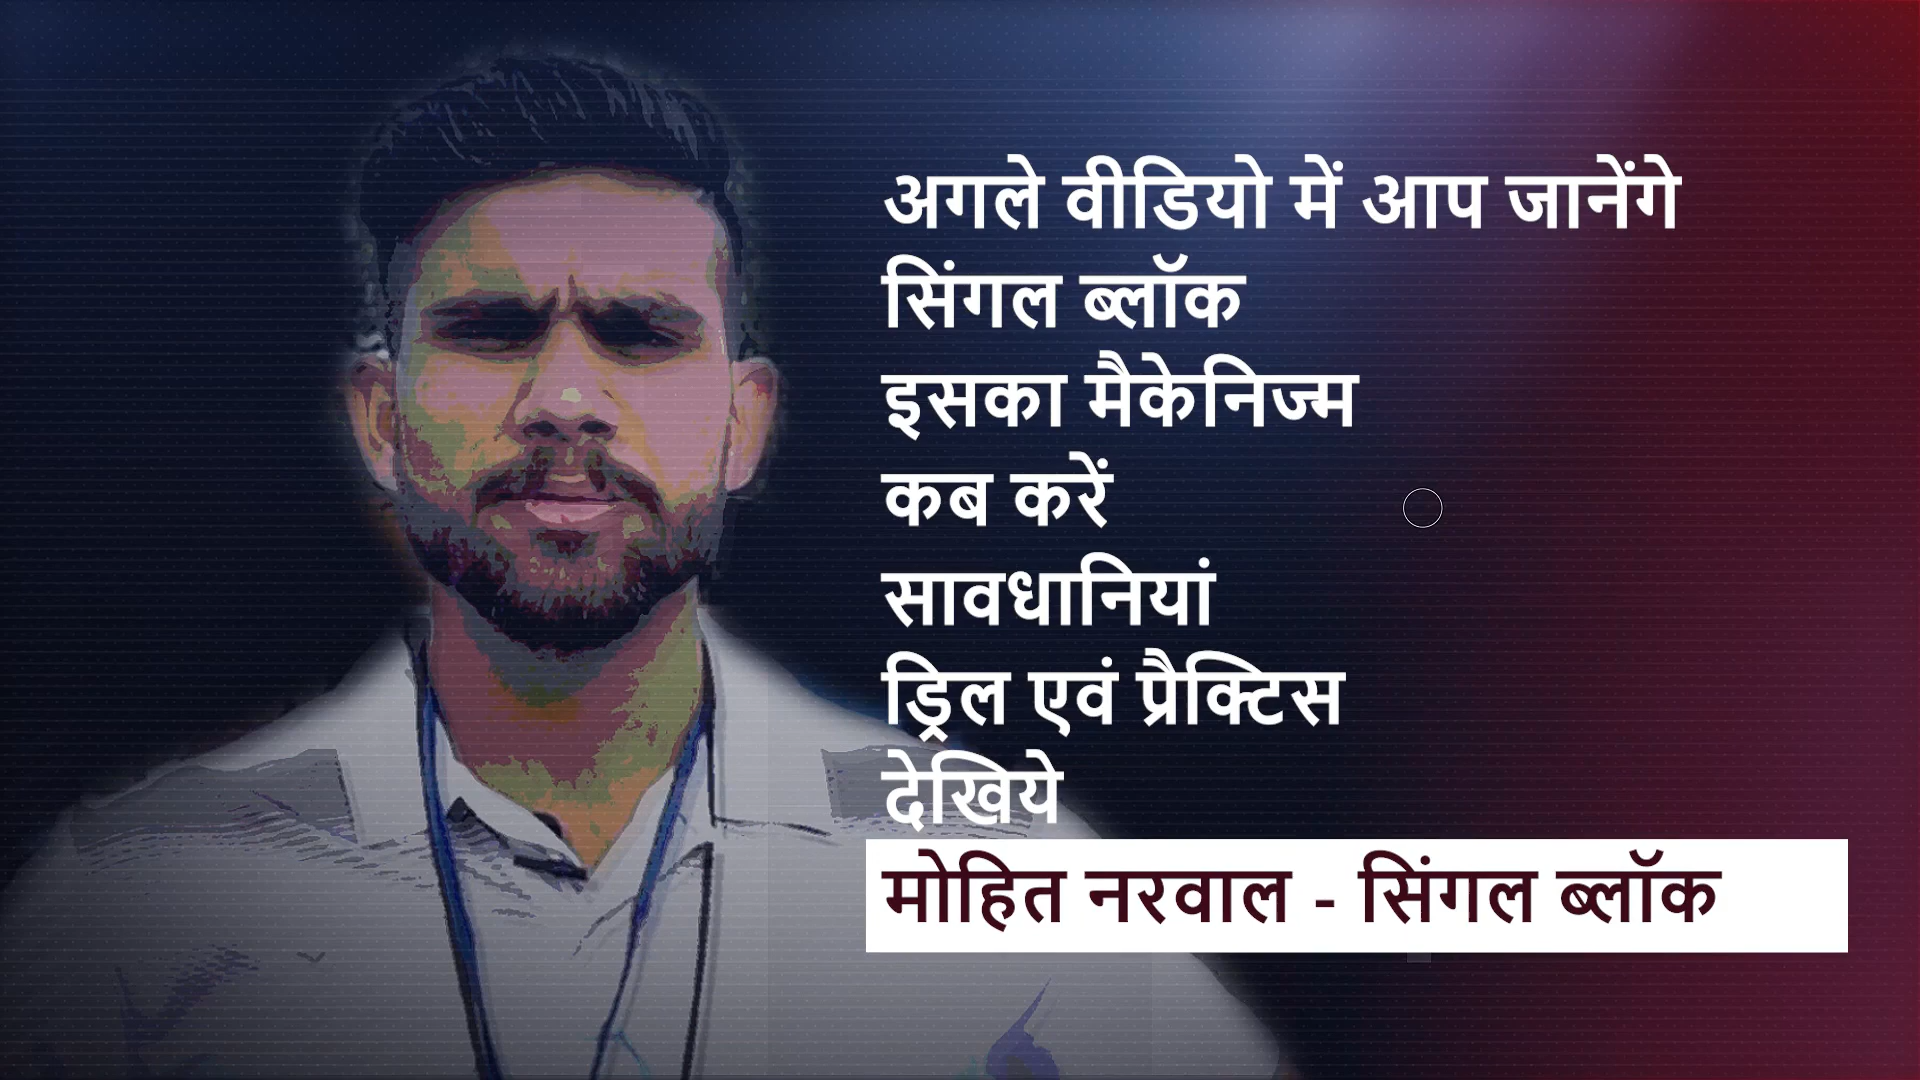 अगले वीडियो में आप जानेंगे
सिंगल ब्लॉक
इसका मैकेनिज्म
कब करें
सावधानियां
ड्रिल एवं प्रैक्टिस
देखिये
मोहित नरवाल - सिंगल ब्लॉक